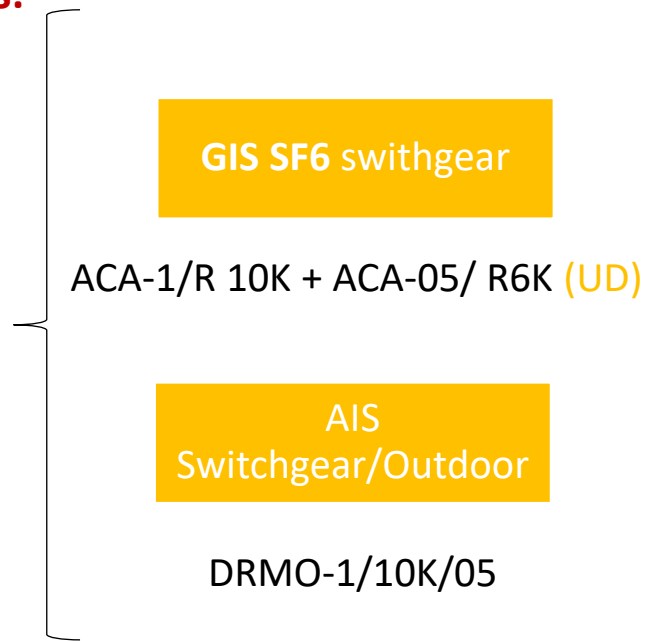 s:
GIS SF6 swithgear
ACA-1/R 10K + ACA-05/ R6K (UD)
AIS
Switchgear/Outdoor
DRMO-1/10K/05